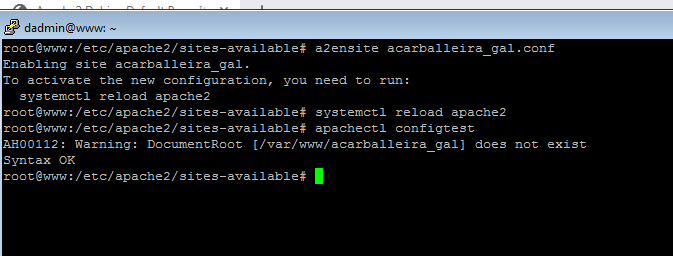 dadmin@www: ~
root@www:/etc/apache2/sites-available# a2ensite acarballeira_gal.conf
Enabling site acarballeira_gal.
To activate the new configuration, you need to run:
  systemctl reload apache2
root@www:/etc/apache2/sites-available# systemctl reload apache2
root@www:/etc/apache2/sites-available# apachectl configtest
AH00112: Warning: DocumentRoot [/var/www/acarballeira_gal] does not exist
Syntax OK
root@www:/etc/apache2/sites-available#